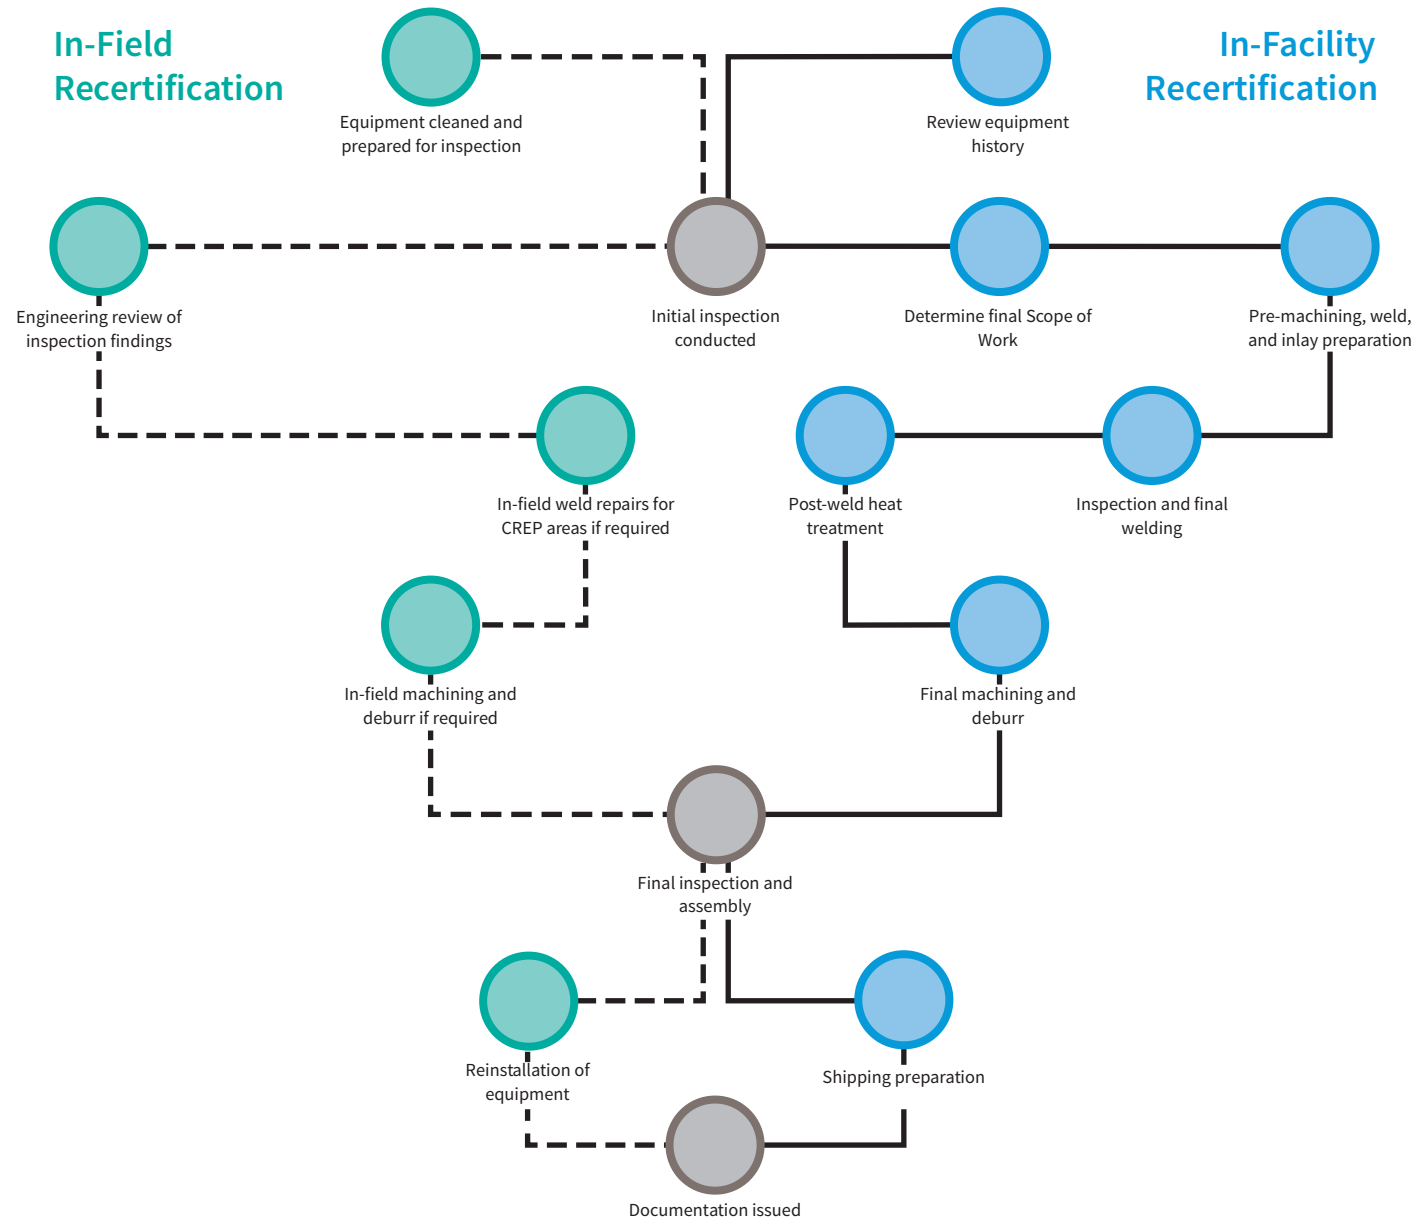 In-Field
Recertification
In-Facility
Recertification
Equipment cleaned and
prepared for inspection
Review equipment
history
Engineering review of
inspection findings
Initial inspection
conducted
Determine final Scope of
Work
Pre-machining, weld,
and inlay preparation
In-field weld repairs for
CREP areas if required
Post-weld heat
treatment
Inspection and final
welding
In-field machining and
deburr if required
Final machining and
deburr
Final inspection and
assembly
Reinstallation of
equipment
Shipping preparation
Documentation issued